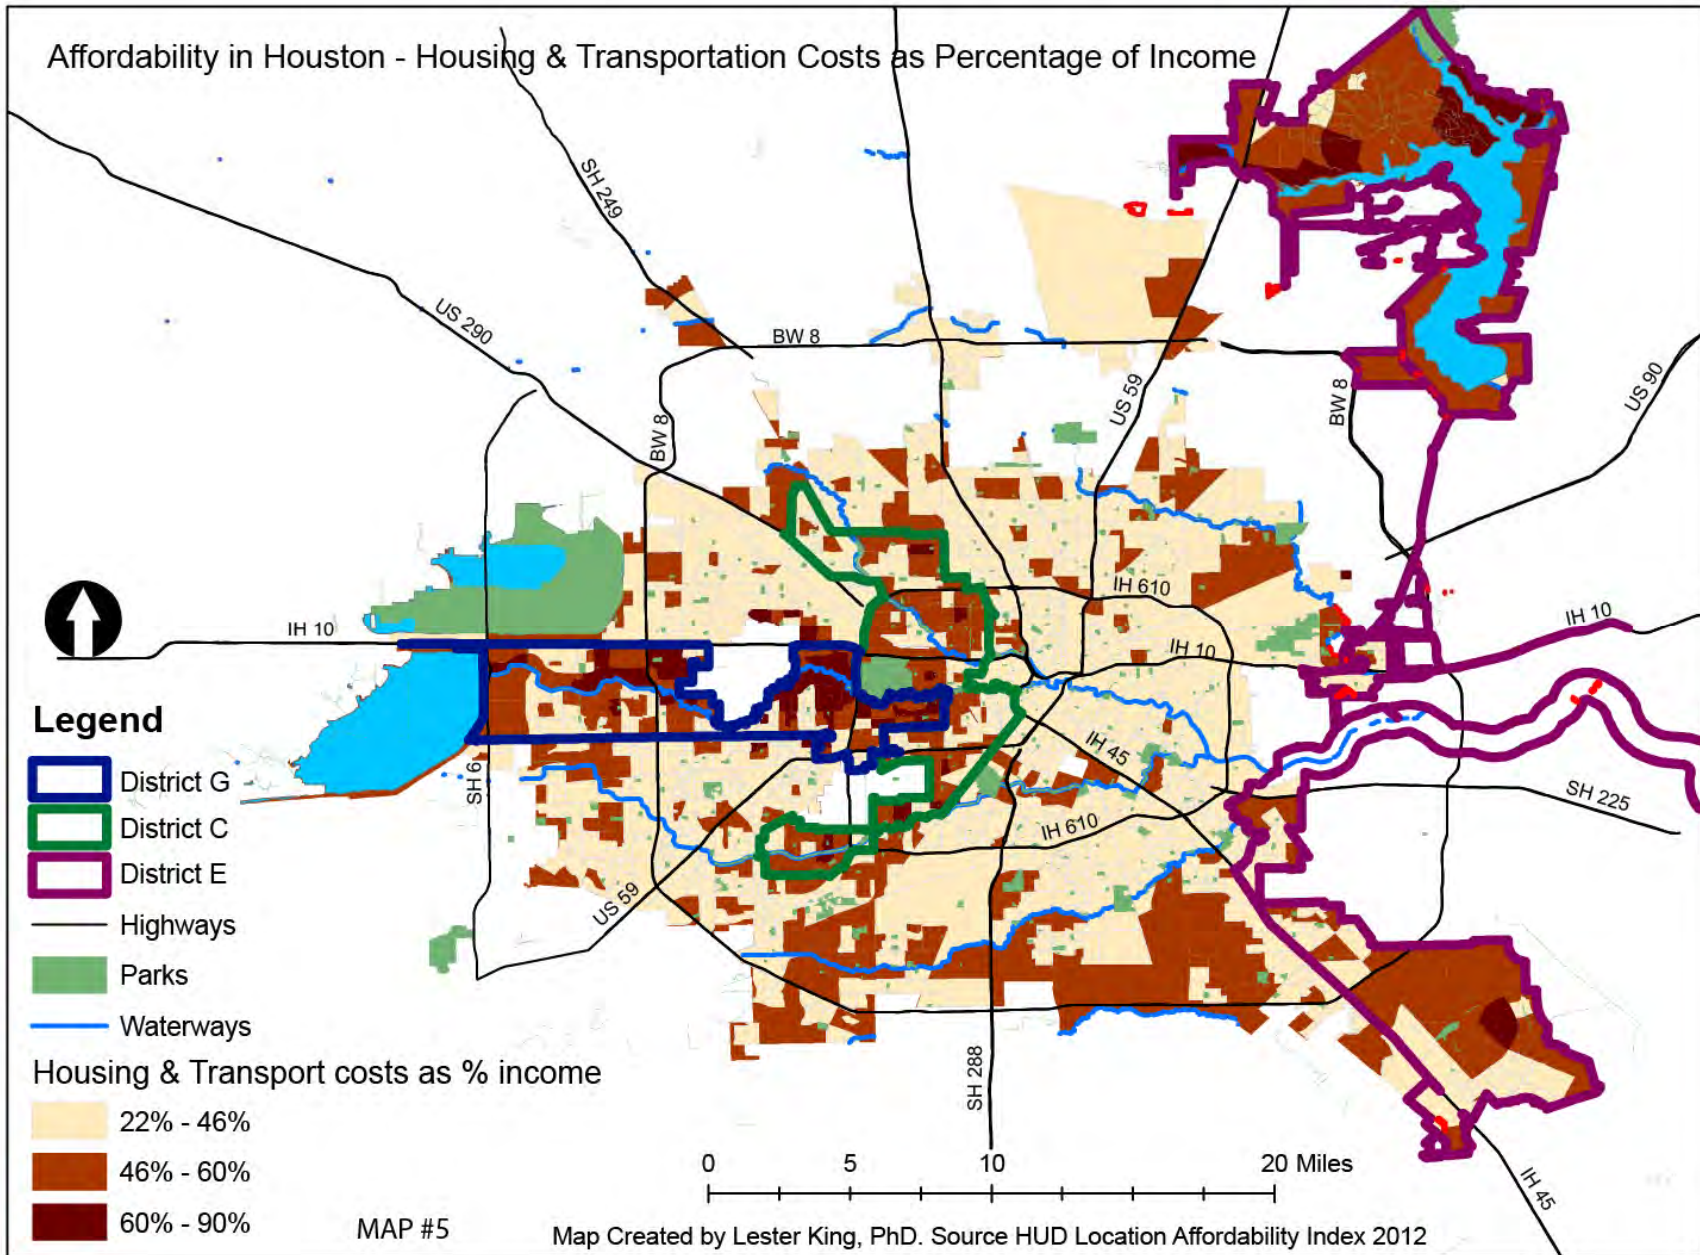 Affordability in Houston - Housing & Transportation Costs as Percentage of Income
SH 249
US 290
BW 8
BW 8
US 59
BW 8
US 90
IH 610
IH 10
IH 10
IH 10
SH 6
IH 45
SH 225
IH 610
US 59
SH 288
IH 45
Legend
District G
District C
District E
Highways
Parks
Waterways
Housing & Transport costs as % income
22% - 46%
46% - 60%
60% - 90%
0 5 10 20 Miles
MAP #5
Map Created by Lester King, PhD. Source HUD Location Affordability Index 2012